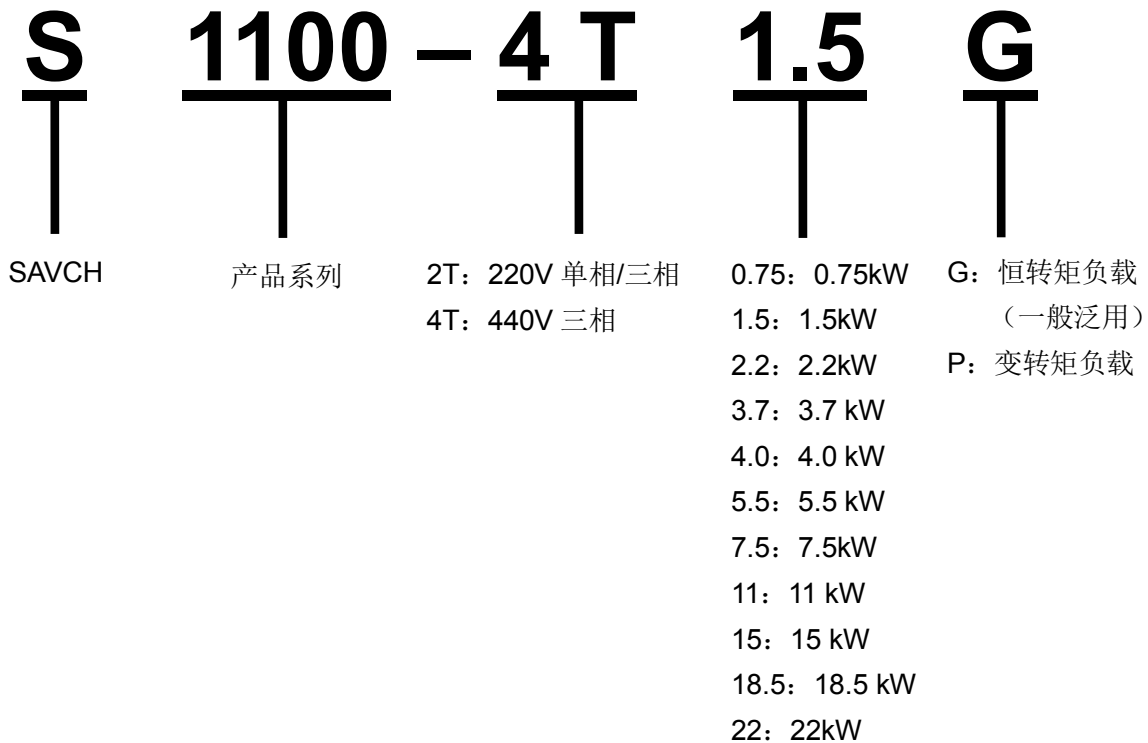 S 1100 – 4 T 1.5 G
SAVCH
产品系列
2T：220V 单相/三相
4T：440V 三相
0.75：0.75kW
1.5：1.5kW
2.2：2.2kW
3.7：3.7 kW
4.0：4.0 kW
5.5：5.5 kW
7.5：7.5kW
11：11 kW
15：15 kW
18.5：18.5 kW
22：22kW
G：恒转矩负载
（一般泛用）
P：变转矩负载